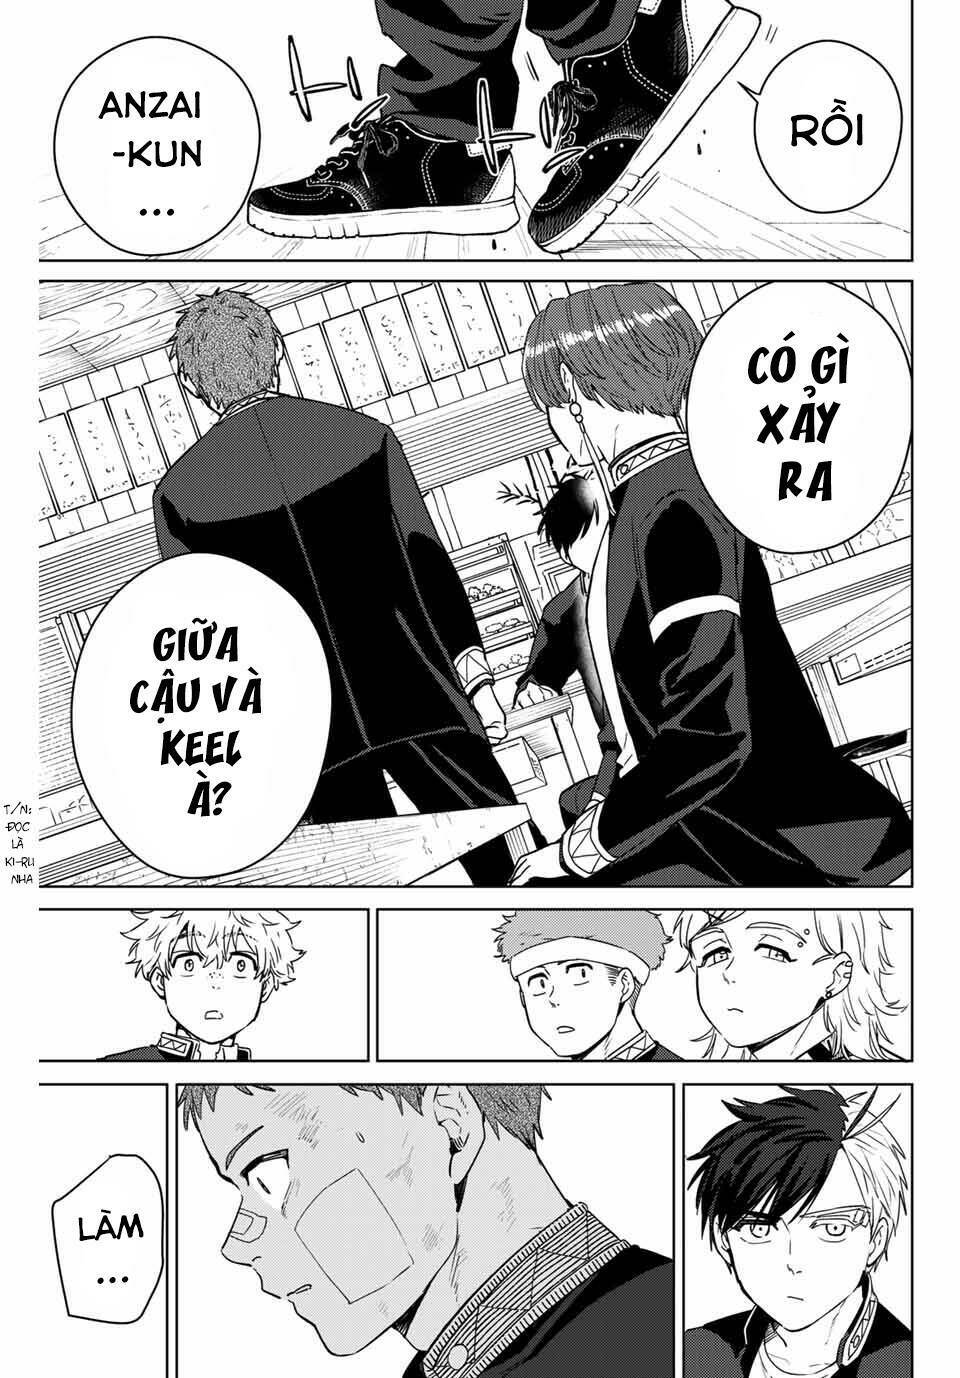 RỒI
ANZAI
-KUN
...
CÓ GÌ
XẢY
RA
GIỮA
CẬU VÀ
KEEL
À?
T/N:
ĐỌC
LÀ
KI-RU
NHA
LÀM
...